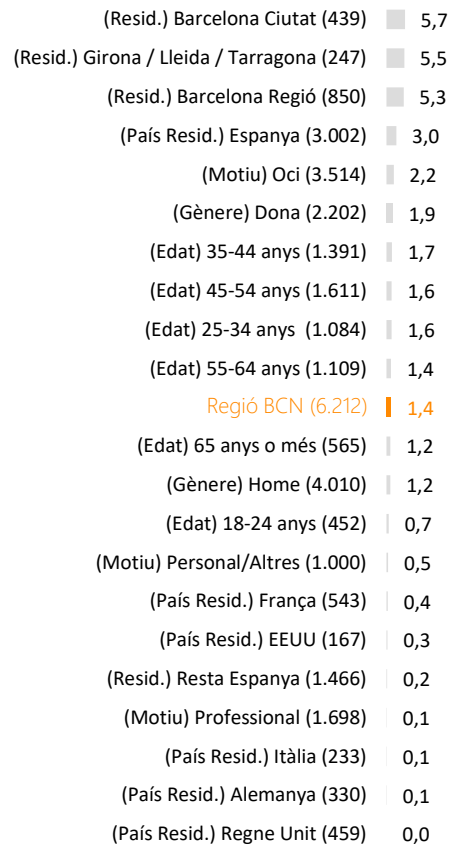 (Resid.) Barcelona Ciutat (439) 5,7
(Resid.) Girona / Lleida / Tarragona (247) 5,5
(Resid.) Barcelona Regió (850) 5,3
(País Resid.) Espanya (3.002) 3,0
(Motiu) Oci (3.514) 2,2
(Gènere) Dona (2.202) 1,9
(Edat) 35-44 anys (1.391) 1,7
(Edat) 45-54 anys (1.611) 1,6
(Edat) 25-34 anys (1.084) 1,6
(Edat) 55-64 anys (1.109) 1,4
Regió BCN (6.212) 1,4
(Edat) 65 anys o més (565) 1,2
(Gènere) Home (4.010) 1,2
(Edat) 18-24 anys (452) 0,7
(Motiu) Personal/Altres (1.000) 0,5
(País Resid.) França (543) 0,4
(País Resid.) EEUU (167) 0,3
(Resid.) Resta Espanya (1.466) 0,2
(Motiu) Professional (1.698) 0,1
(País Resid.) Itàlia (233) 0,1
(País Resid.) Alemanya (330) 0,1
(País Resid.) Regne Unit (459) 0,0